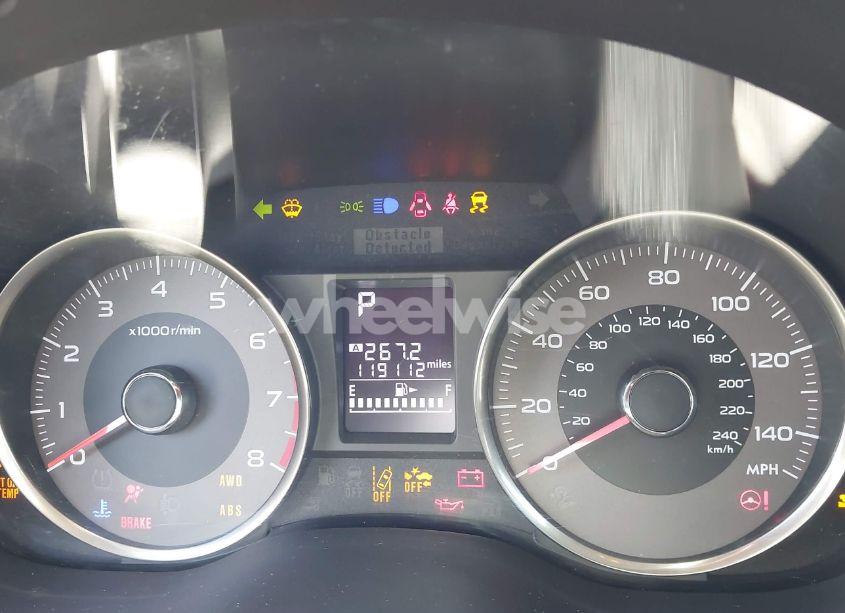 Obstacle
Detected
wheelwise
P
A 267.2
119112 miles
E F
x1000r/min
0 1 2 3 4 5 6 7 8
AWD
ABS
BRAKE
TEMP
OFF
OFF
0 20 40 60 80 100 120 140
20 40 60 80 100 120 140 160 180 200 220 240
km/h
MPH